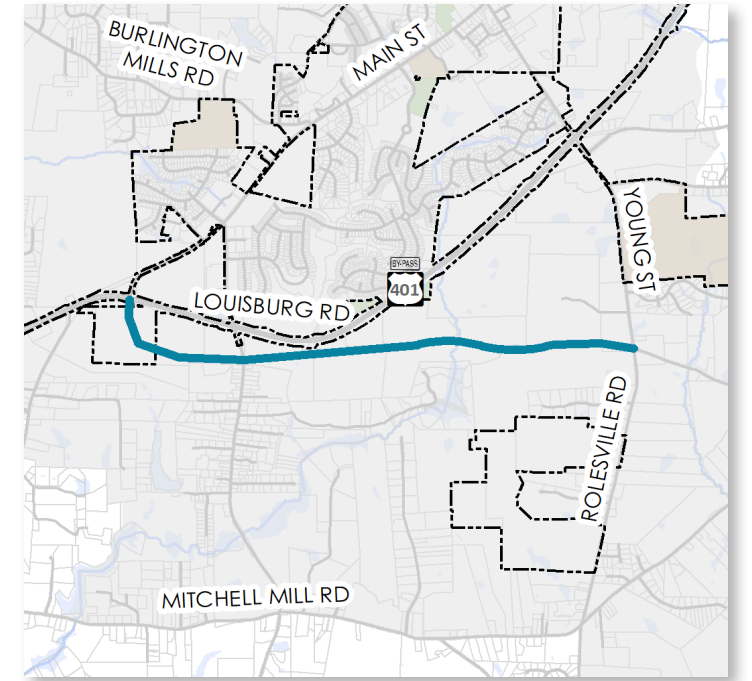 BURLINGTON
MILLS RD
MAIN ST
YOUNG ST
BY-PASS
401
LOUISBURG RD
ROLESVILLE RD
MITCHELL MILL RD